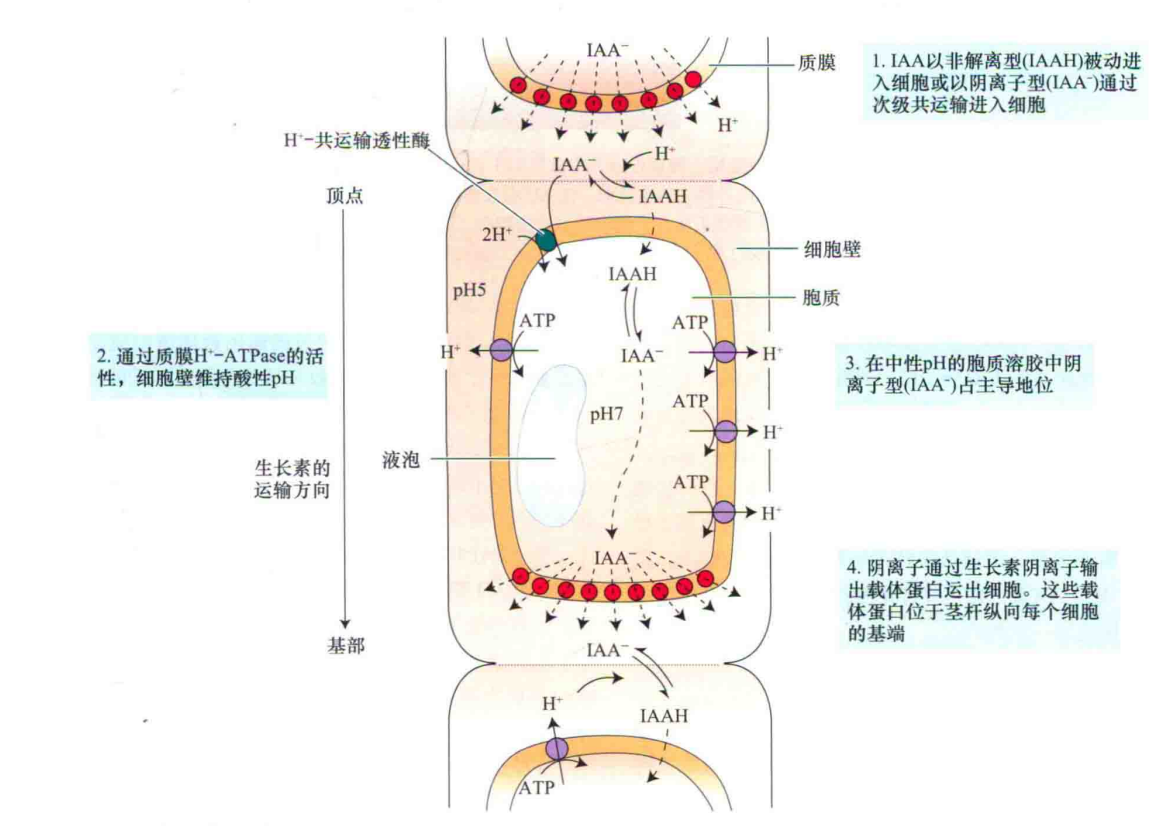 IAA⁻
质膜
1. IAA以非解离型(IAAH)被动进
入细胞或以阴离子型(IAA⁻)通过
次级共运输进入细胞
H⁺
H⁺-共运输透性酶
IAA⁻
H⁺
顶点
IAAH
2H⁺
细胞壁
IAAH
pH5
胞质
ATP
ATP
H⁺
IAA⁻
H⁺
2. 通过质膜H⁺-ATPase的活
性，细胞壁维持酸性pH
3. 在中性pH的胞质溶胶中阴
离子型(IAA⁻)占主导地位
ATP
pH7
H⁺
液泡
生长素的
运输方向
ATP
H⁺
IAA⁻
4. 阴离子通过生长素阴离子输
出载体蛋白运出细胞。这些载
体蛋白位于茎杆纵向每个细胞
的基端
基部
IAA⁻
H⁺
IAAH
ATP